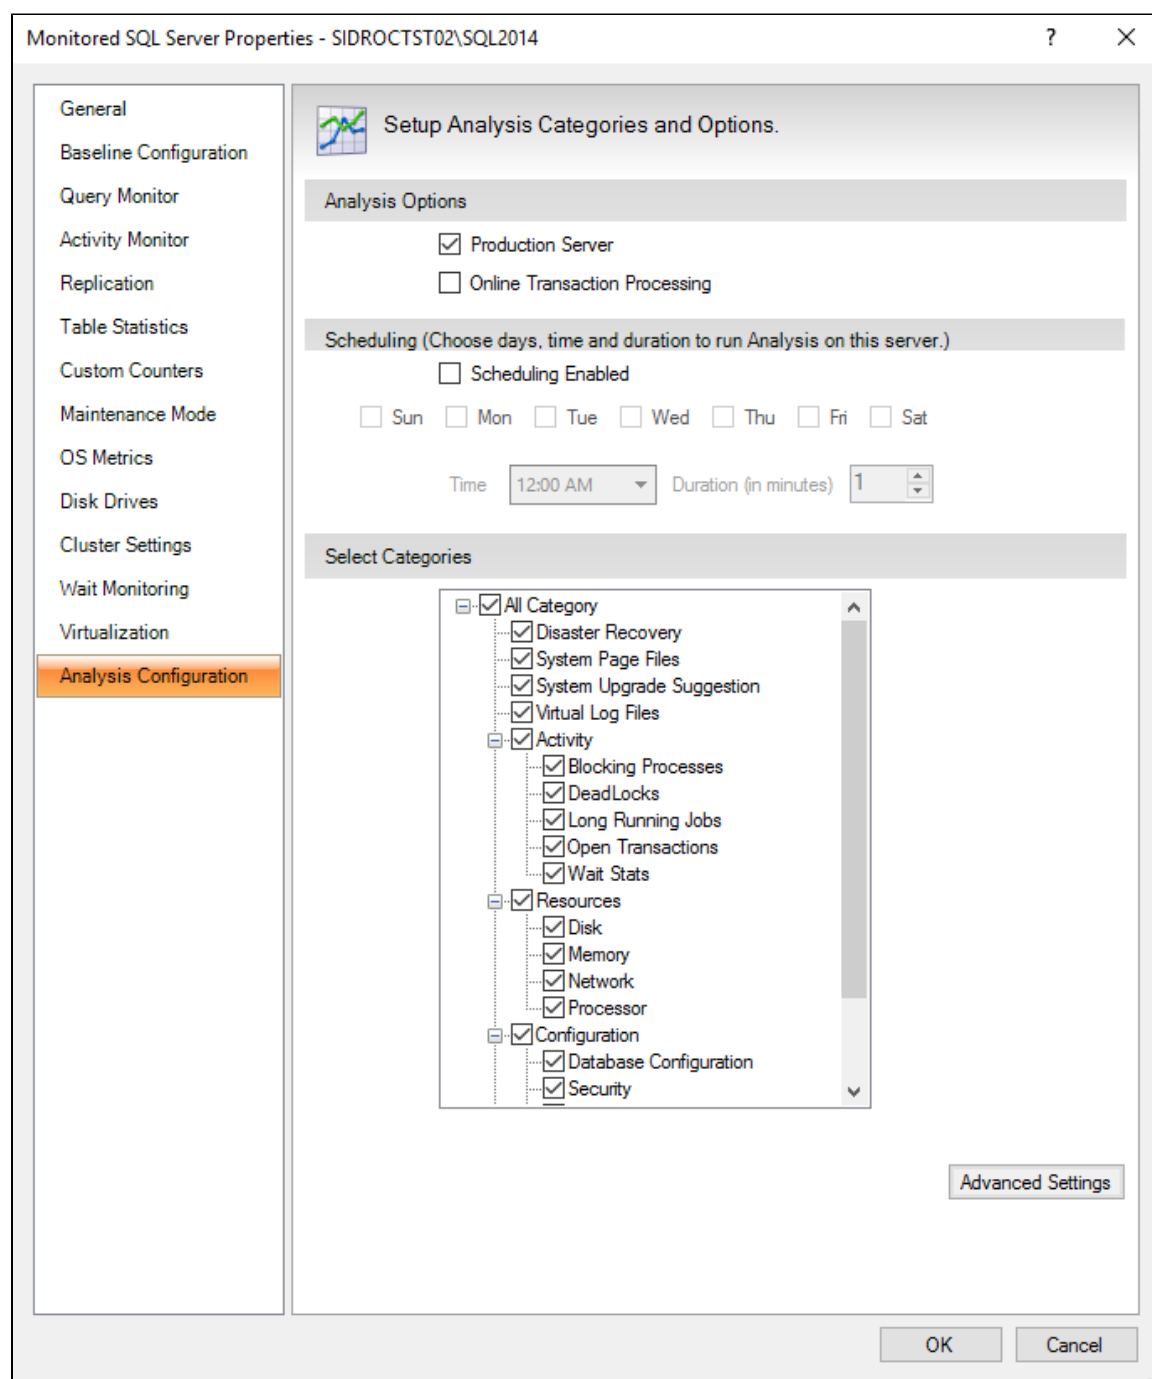 Monitored SQL Server Properties - SIDROCTST02\SQL2014
?
General
Baseline Configuration
Query Monitor
Activity Monitor
Replication
Table Statistics
Custom Counters
Maintenance Mode
OS Metrics
Disk Drives
Cluster Settings
Wait Monitoring
Virtualization
Analysis Configuration
Setup Analysis Categories and Options.
Analysis Options
Production Server
Online Transaction Processing
Scheduling (Choose days, time and duration to run Analysis on this server.)
Scheduling Enabled
Sun Mon Tue Wed Thu Fri Sat
Time 12:00 AM Duration (in minutes) 1
Select Categories
All Category
Disaster Recovery
System Page Files
System Upgrade Suggestion
Virtual Log Files
Activity
Blocking Processes
DeadLocks
Long Running Jobs
Open Transactions
Wait Stats
Resources
Disk
Memory
Network
Processor
Configuration
Database Configuration
Security
Advanced Settings
OK Cancel